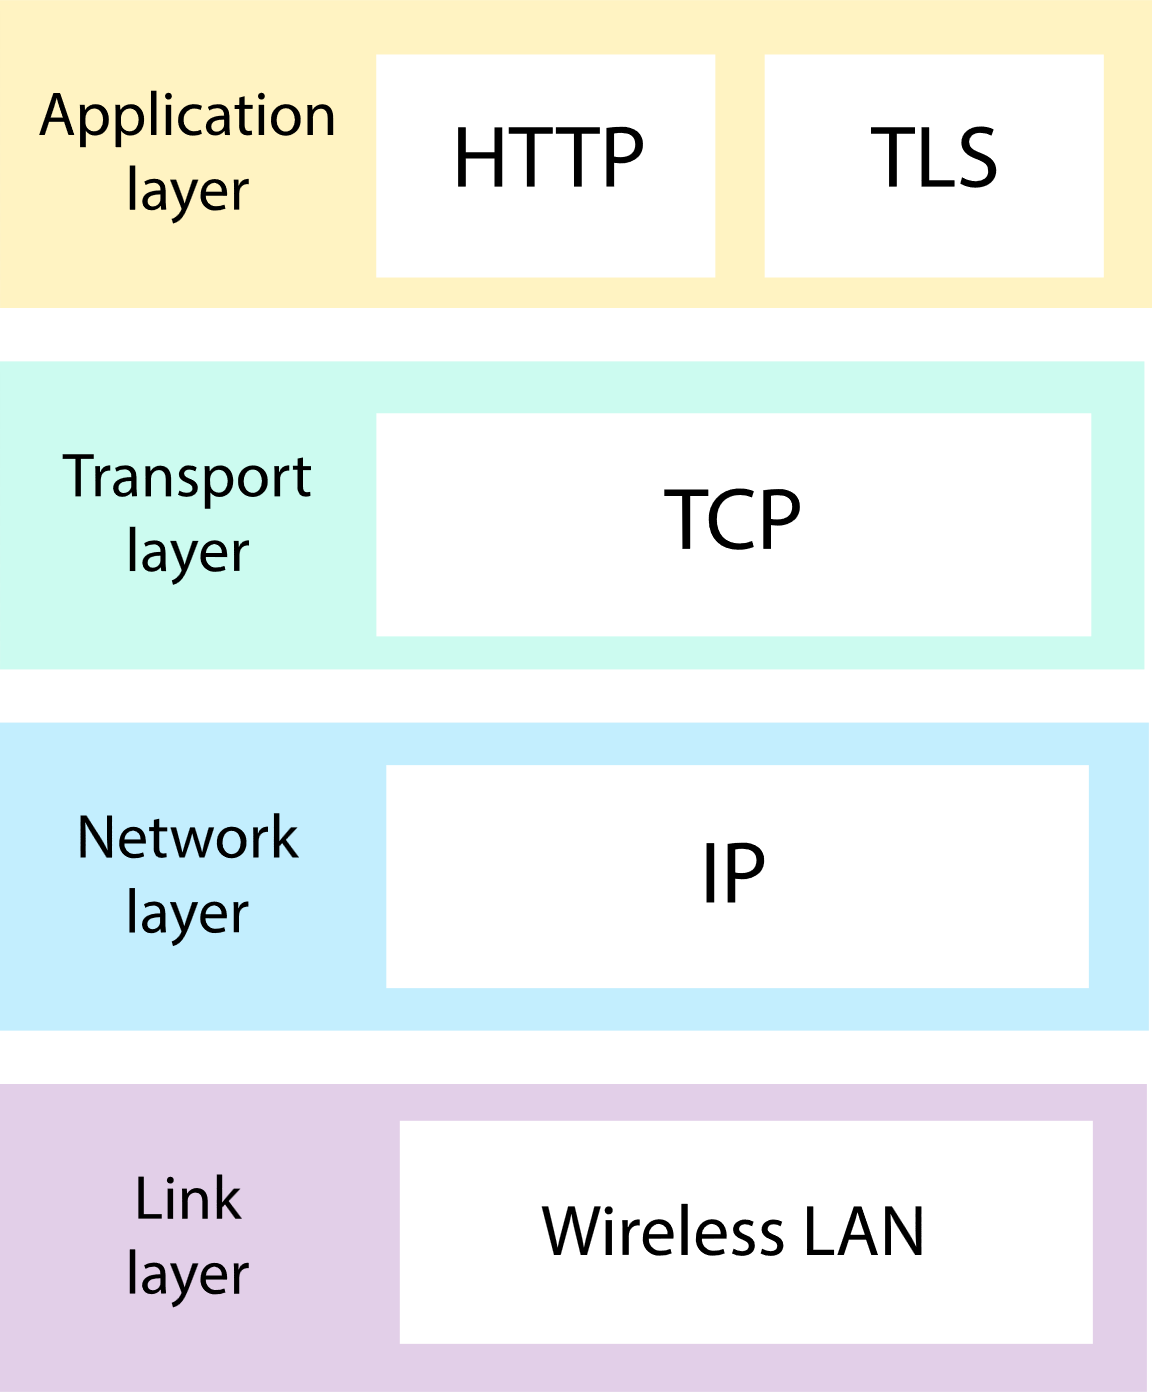 Application
layer
HTTP
TLS
Transport
layer
TCP
Network
layer
IP
Link
layer
Wireless LAN